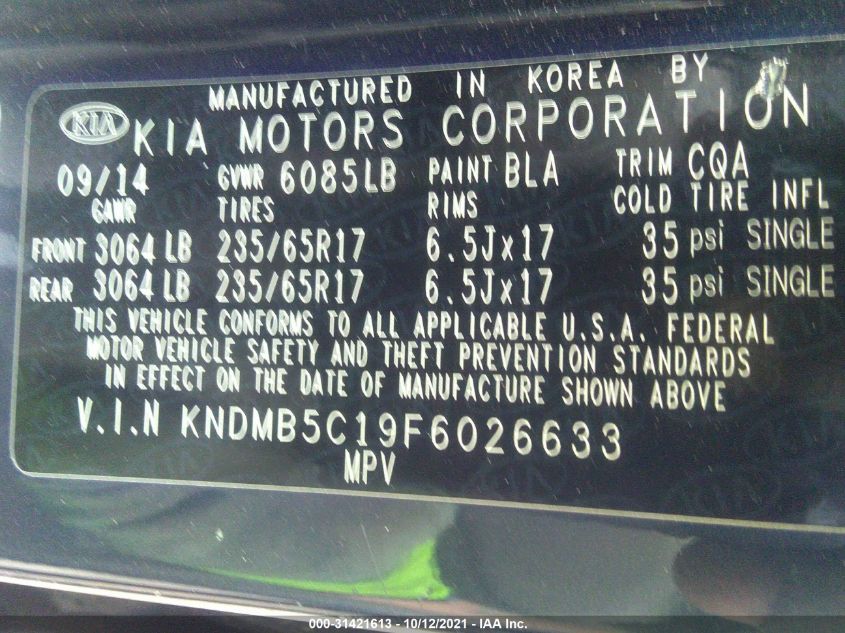 MANUFACTURED IN KOREA BY
KIA KIA MOTORS CORPORATION
09/14 GVWR 6085LB PAINT BLA TRIM CQA
GAWR TIRES RIMS COLD TIRE INFL
FRONT 3064 LB 235/65R17 6.5Jx17 35 psi SINGLE
REAR 3064 LB 235/65R17 6.5Jx17 35 psi SINGLE
THIS VEHICLE CONFORMS TO ALL APPLICABLE U.S.A. FEDERAL
MOTOR VEHICLE SAFETY AND THEFT PREVENTION STANDARDS
IN EFFECT ON THE DATE OF MANUFACTURE SHOWN ABOVE
V.I.N KNDMB5C19F6026633
MPV
000-31421613 - 10/12/2021 - IAA Inc.